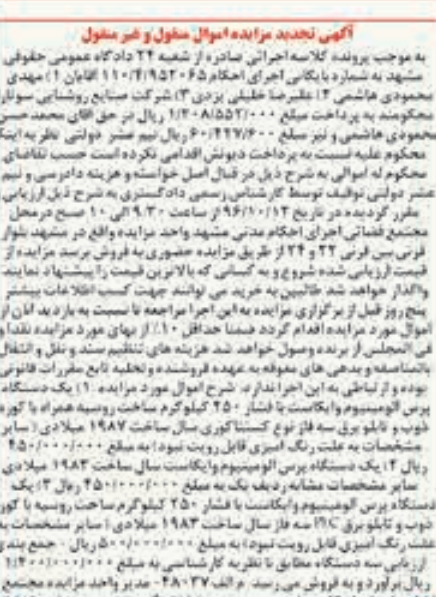 آگهی تجدید مزایده اموال منقول و غیر منقول
به موجب پرونده کلاسه اجرائی صادره از شعبه ۲۴ دادگاه عمومی حقوقی
مشهد به شماره بایگانی اجرای احکام ۱۱۰/۴/۹۵۲۰۶۵ آقایان ۱) مهدی
محمودی هاشمی ۲) علیرضا خلیلی یزدی ۳) شرکت صنایع روشنایی
محکومند به پرداخت مبلغ ۱/۲۰۸/۵۵۲/۰۰۰ ریال در حق آقای محمد حسن
محمودی هاشمی و نیز مبلغ ۶۰/۴۲۷/۶۰۰ ریال نیم عشر دولتی نظر به اینکه
محکوم علیه نسبت به پرداخت دیونش اقدامی نکرده است حسب تقاضای
محکوم له اموالی به شرح ذیل در قبال اصل خواسته و هزینه دادرسی و نیم
عشر دولتی توقیف توسط کارشناس رسمی دادگستری به شرح ذیل ارزیابی
مقرر گردیده در تاریخ ۹۶/۱۰/۱۳ از ساعت ۹:۳۰ الی ۱۰ صبح در محل
مجتمع قضائی اجرای احکام مدنی مشهد واحد مزایده واقع در مشهد بلوار
قرنی بین قرنی ۲۲ و ۲۴ از طریق مزایده حضوری به فروش برسد مزایده از
قیمت ارزیابی شده شروع و به کسانی که بالاترین قیمت را پیشنهاد نمایند
واگذار خواهد شد طالبین به خرید می توانند جهت کسب اطلاعات بیشتر
پنج روز قبل از برگزاری مزایده به این اجرا مراجعه تا نسبت به بازدید آنان از
اموال مورد مزایده اقدام گردد ضمنا حداقل ۱۰٪ از بهای مورد مزایده نقدا و
فی المجلس از برنده وصول خواهد شد هزینه های تنظیم سند و نقل و انتقال
بالمناصفه و بدهی های معوقه به عهده فروشنده و تخلیه تابع مقررات قانونی
بوده و ارتباطی به این اجرا ندارد. شرح اموال مورد مزایده: ۱) یک دستگاه
پرس آلومینیوم وایکاست با فشار ۲۵۰ کیلوگرم ساخت روسیه همراه با کوره
ذوب و تابلو برق سه فاز نوع کنستاکتوری سال ساخت ۱۹۸۷ میلادی (سایر
مشخصات به علت رنگ آمیزی قابل رویت نبود) به مبلغ ۴۵۰/۰۰۰/۰۰۰
ریال ۲) یک دستگاه پرس آلومینیوم وایکاست سال ساخت ۱۹۸۳ میلادی
سایر مشخصات مشابه ردیف یک به مبلغ ۴۵۰/۰۰۰/۰۰۰ ریال ۳) یک
دستگاه پرس آلومینیوم وایکاست با فشار ۲۵۰ کیلوگرم ساخت روسیه با کوره
ذوب و تابلو برق PLC سه فاز سال ساخت ۱۹۸۳ میلادی (سایر مشخصات به
علت رنگ آمیزی قابل رویت نبود) به مبلغ ۵۰۰/۰۰۰/۰۰۰ ریال جمع بندی
ارزیابی سه دستگاه مطابق با نظریه کارشناسی به مبلغ ۱/۴۰۰/۰۰۰/۰۰۰
ریال برآورد و به فروش می رسد. م الف ۴۸۰۳۷ - مدیر واحد مزایده مجتمع